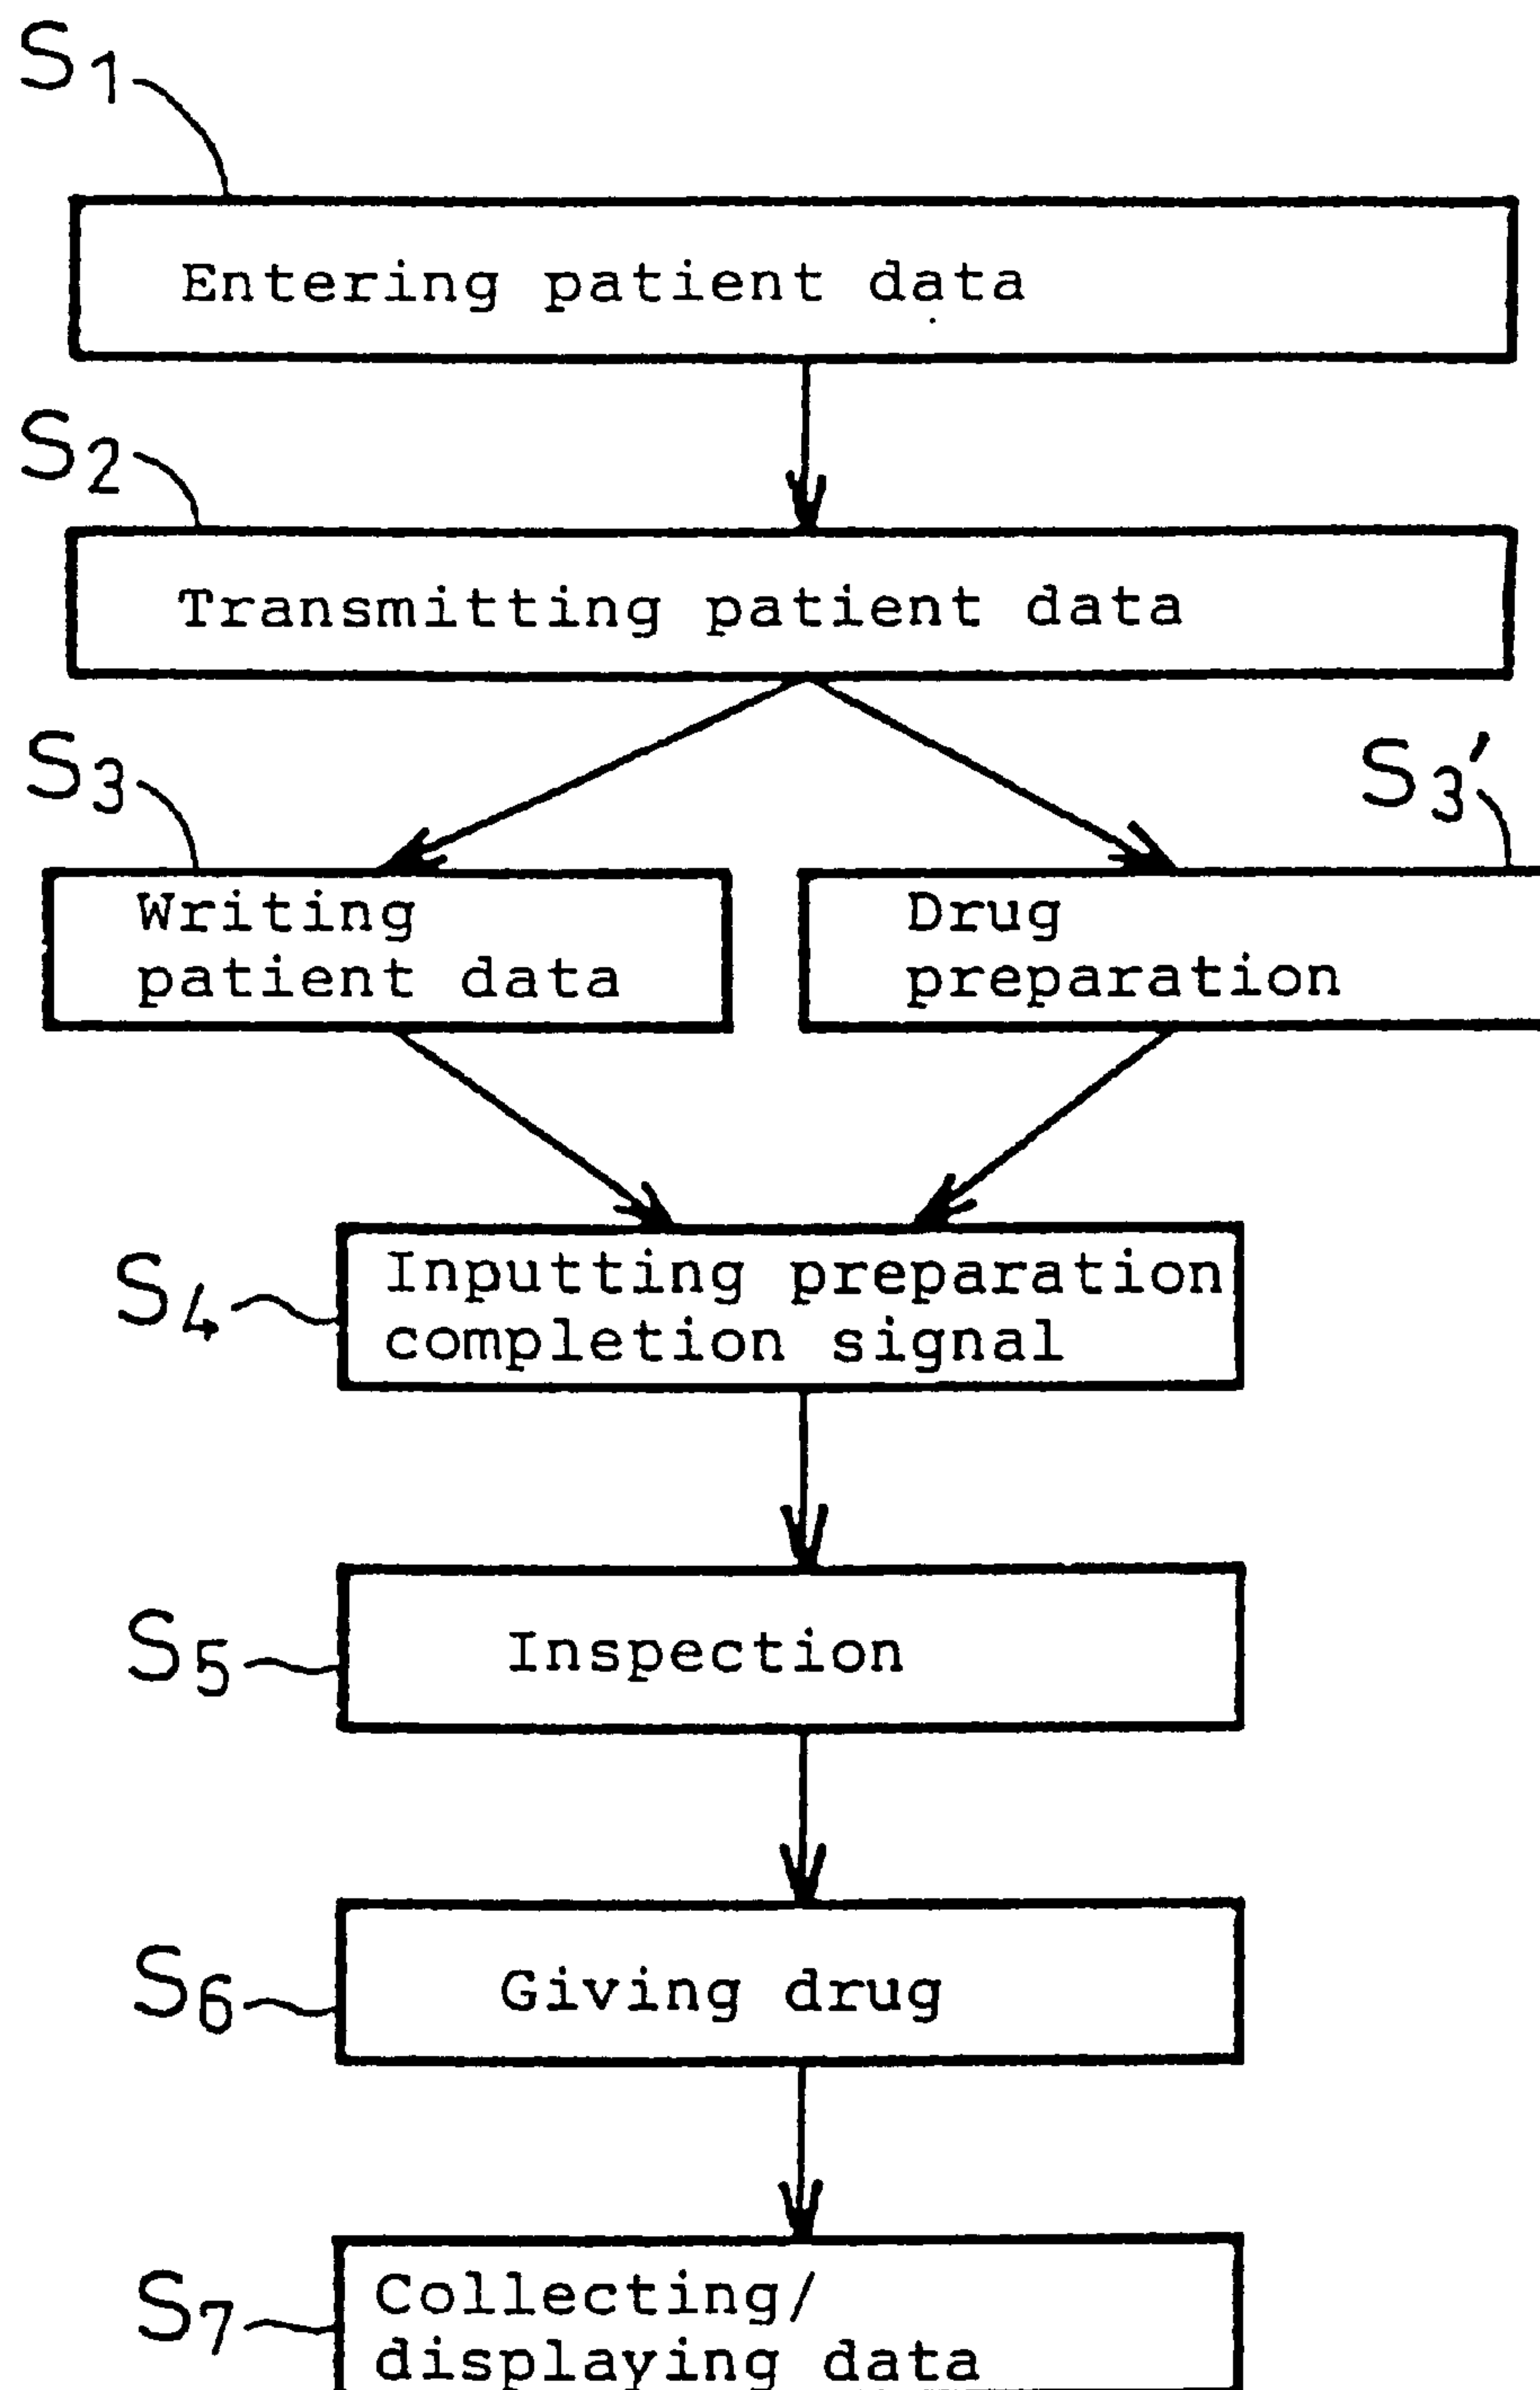 S1
Entering patient data
S2
Transmitting patient data
S3
S3'
Writing
patient data
Drug
preparation
S4
Inputting preparation
completion signal
S5
Inspection
S6
Giving drug
S7
Collecting/
displaying data